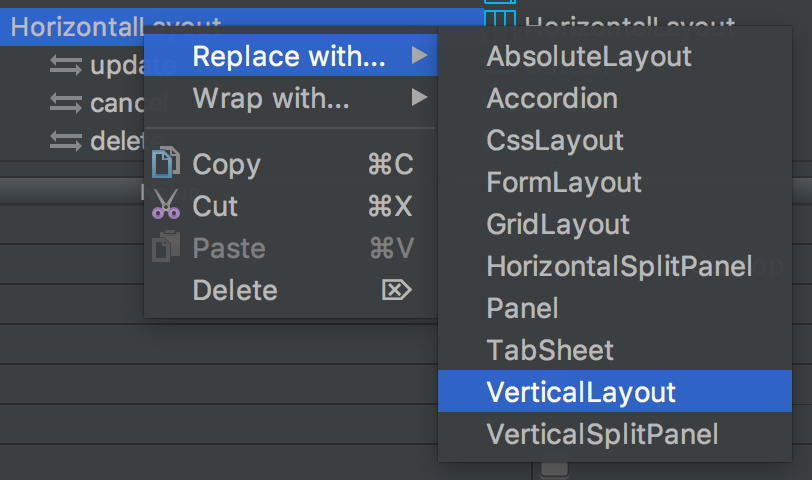 HorizontalLayout
HorizontalLayout
update
cancel
delete
Replace with...
Wrap with...
Copy ⌘C
Cut ⌘X
Paste ⌘V
Delete ⌦
AbsoluteLayout
Accordion
CssLayout
FormLayout
GridLayout
HorizontalSplitPanel
Panel
TabSheet
VerticalLayout
VerticalSplitPanel